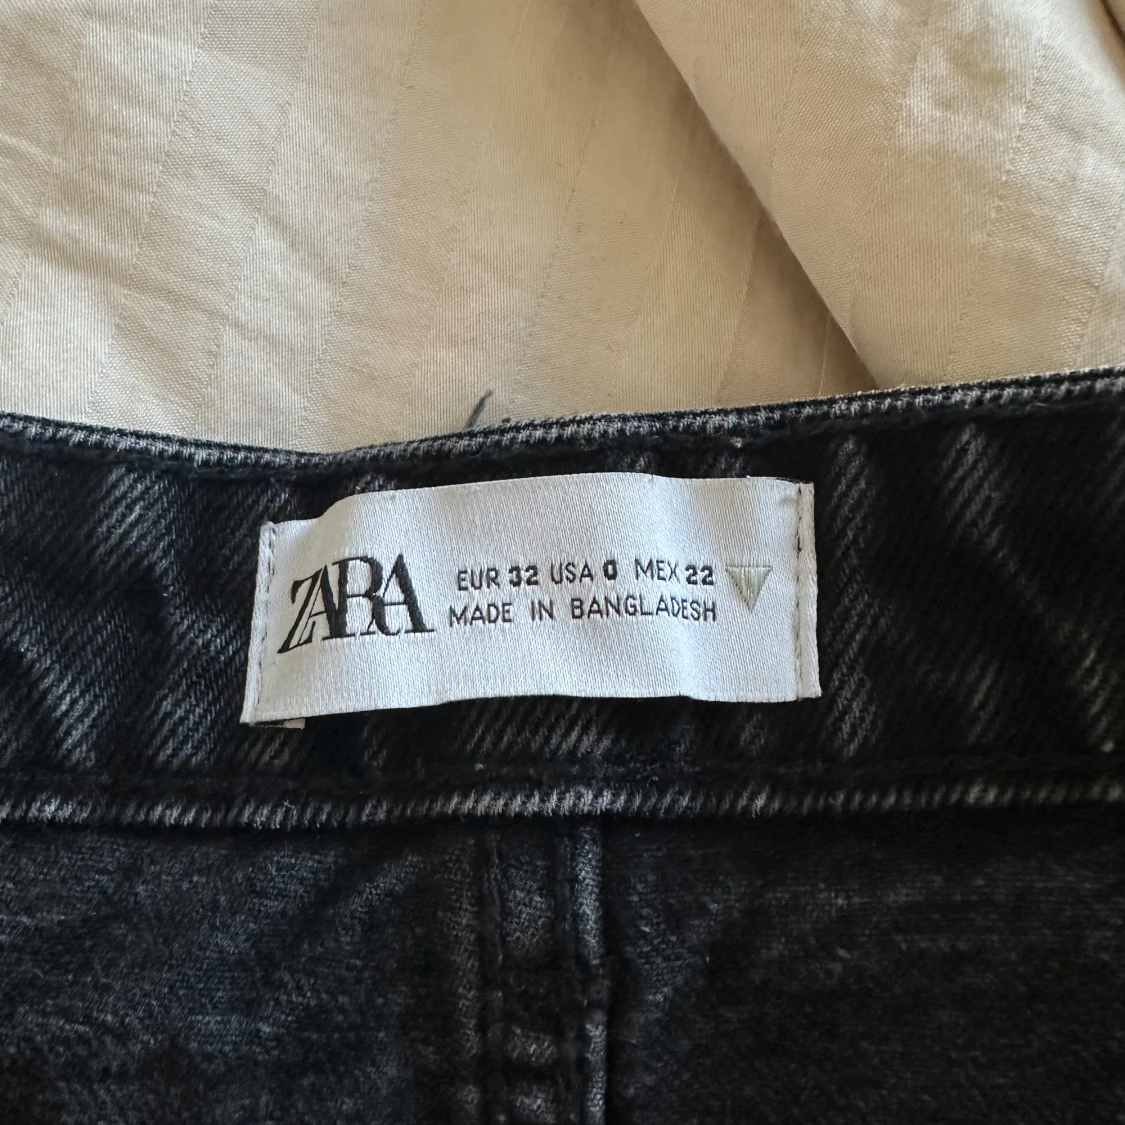 ZARA
EUR 32 USA 0 MEX 22
MADE IN BANGLADESH